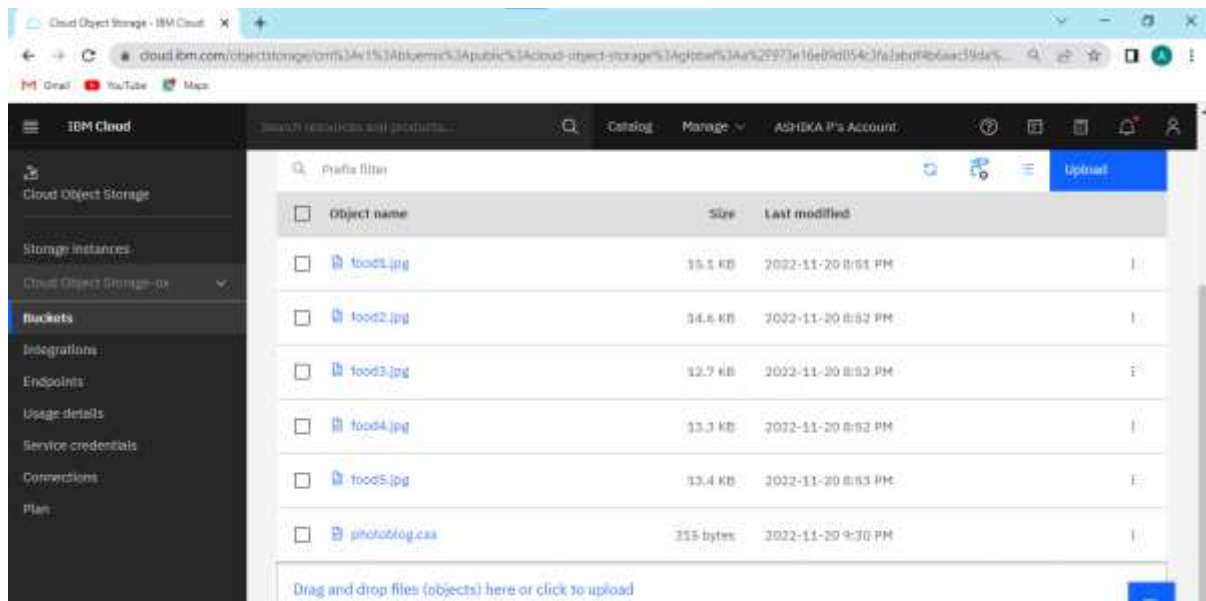 Cloud Object Storage - IBM Cloud
Gmail YouTube Maps
IBM Cloud Search resources and products... Catalog Manage ASHIKA P's Account
Cloud Object Storage
Storage instances
Cloud Object Storage-ox
Buckets
Integrations
Endpoints
Usage details
Service credentials
Connections
Plan
Prefix filter Upload
Object name Size Last modified
food1.jpg 15.1 KB 2022-11-20 8:51 PM
food2.jpg 14.6 KB 2022-11-20 8:52 PM
food3.jpg 12.7 KB 2022-11-20 8:52 PM
food4.jpg 13.3 KB 2022-11-20 8:52 PM
food5.jpg 13.4 KB 2022-11-20 8:53 PM
photoblog.css 315 bytes 2022-11-20 9:30 PM
Drag and drop files (objects) here or click to upload